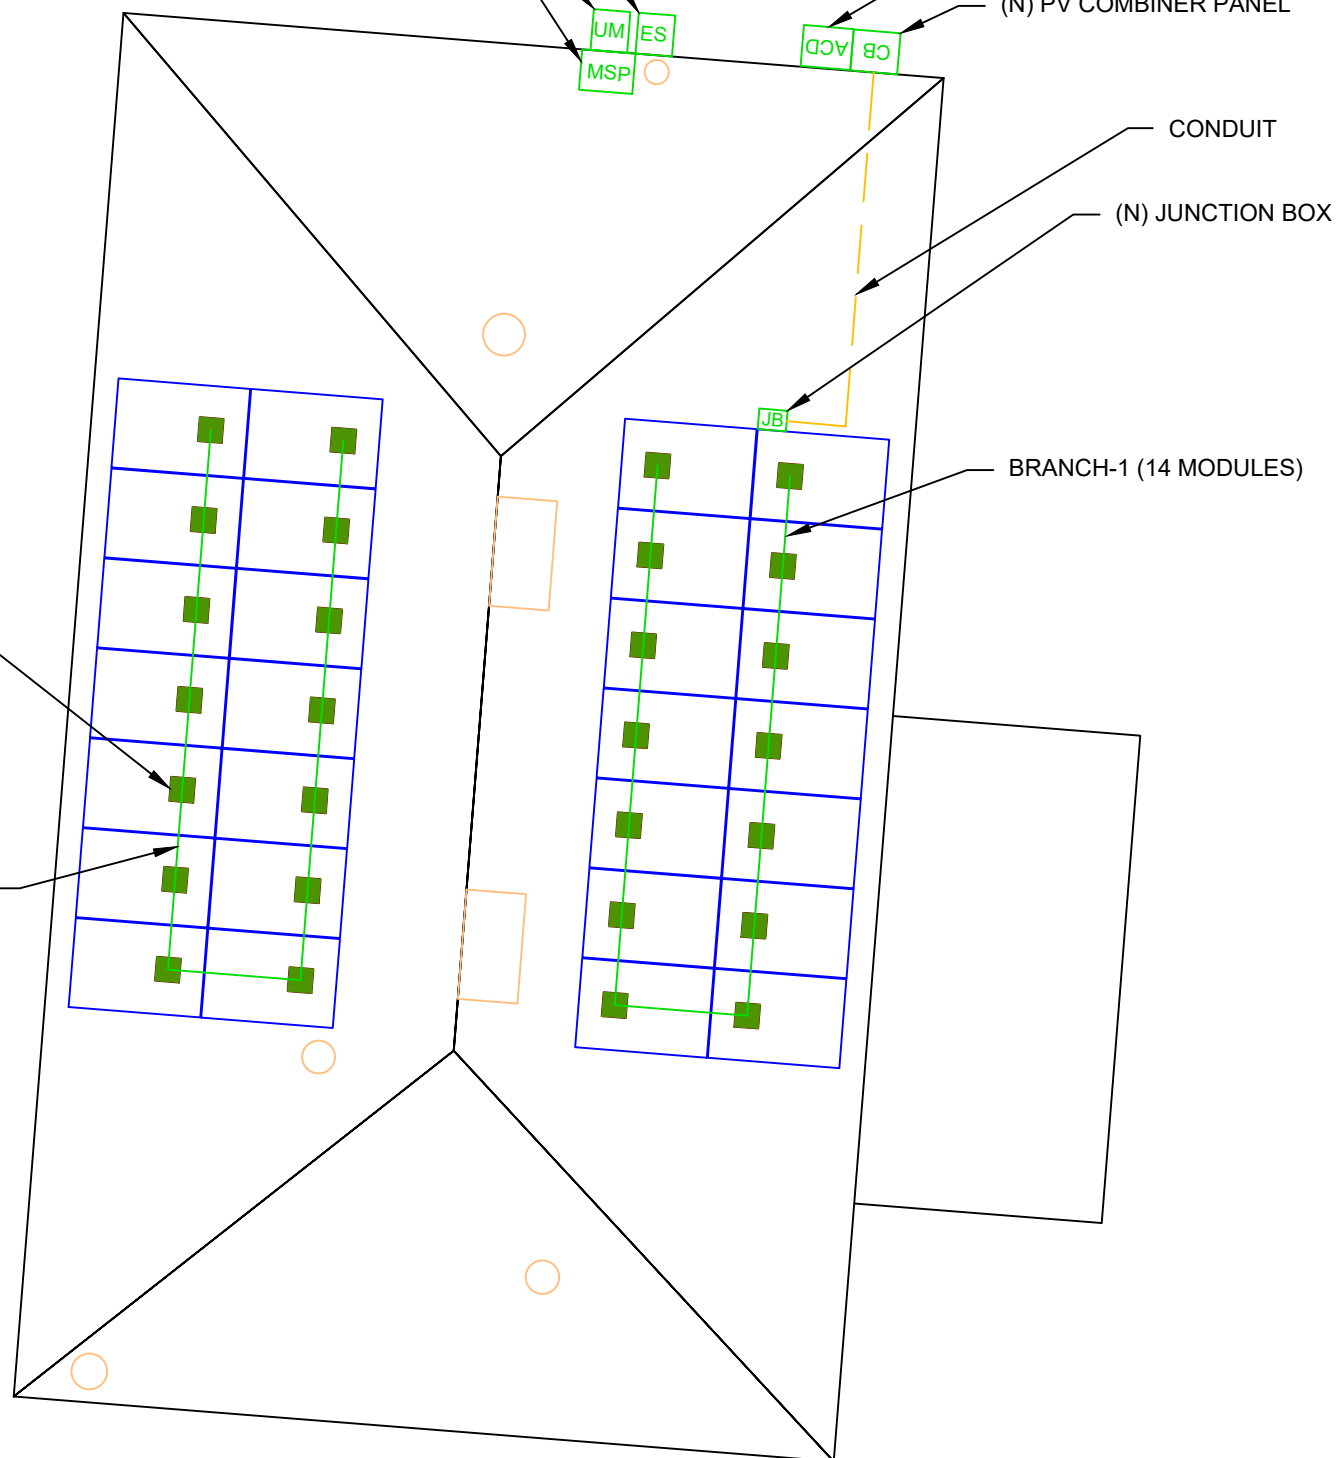 (N) PV COMBINER PANEL
UM
ES
ACD
CB
MSP
CONDUIT
(N) JUNCTION BOX
JB
BRANCH-1 (14 MODULES)